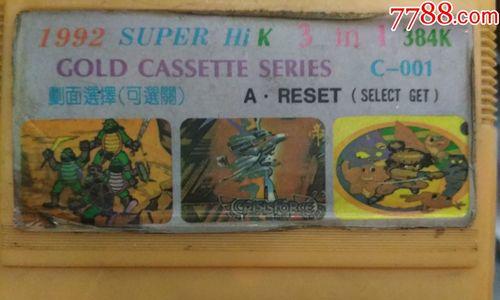 7788.com
1992 SUPER Hi K 3 in 1 384K
GOLD CASSETTE SERIES C-001
劃面選擇(可選關) A·RESET (SELECT GET)